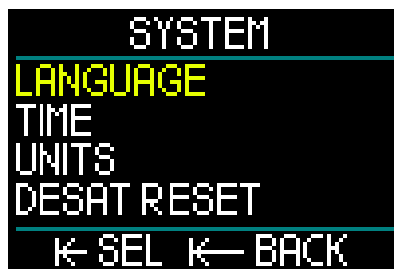 SYSTEM
LANGUAGE
TIME
UNITS
DESAT RESET
SEL BACK